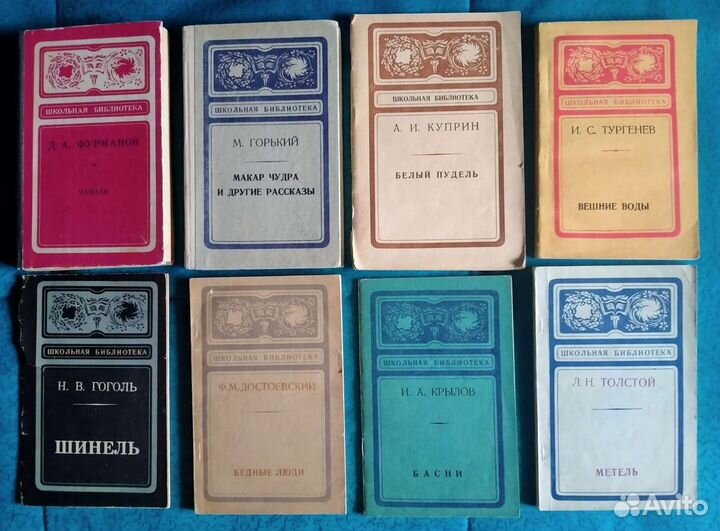 ШКОЛЬНАЯ БИБЛИОТЕКА
Д. А. ФУРМАНОВ
ЧАПАЕВ
ШКОЛЬНАЯ БИБЛИОТЕКА
М. ГОРЬКИЙ
МАКАР ЧУДРА
И ДРУГИЕ РАССКАЗЫ
ШКОЛЬНАЯ БИБЛИОТЕКА
А. И. КУПРИН
БЕЛЫЙ ПУДЕЛЬ
ШКОЛЬНАЯ БИБЛИОТЕКА
И. С. ТУРГЕНЕВ
ВЕШНИЕ ВОДЫ
ШКОЛЬНАЯ БИБЛИОТЕКА
Н. В. ГОГОЛЬ
ШИНЕЛЬ
ШКОЛЬНАЯ БИБЛИОТЕКА
Ф. М. ДОСТОЕВСКИЙ
БЕДНЫЕ ЛЮДИ
ШКОЛЬНАЯ БИБЛИОТЕКА
И. А. КРЫЛОВ
БАСНИ
ШКОЛЬНАЯ БИБЛИОТЕКА
Л. Н. ТОЛСТОЙ
МЕТЕЛЬ
Avito